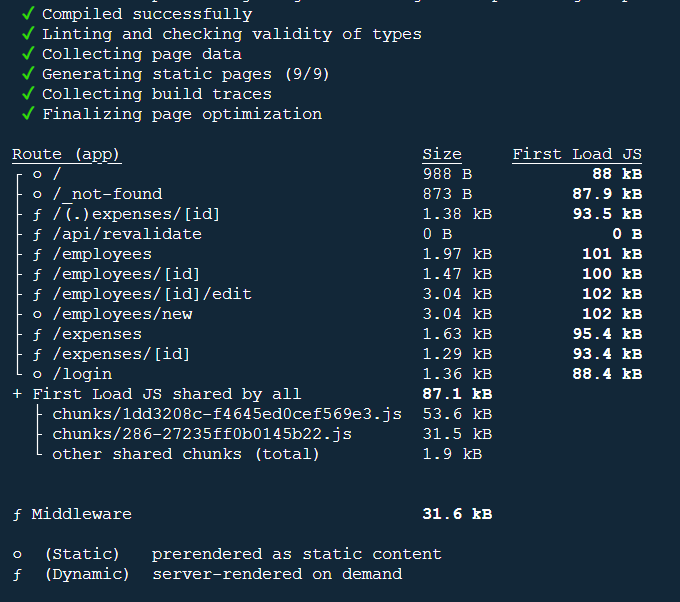 ✓ Compiled successfully
✓ Linting and checking validity of types
✓ Collecting page data
✓ Generating static pages (9/9)
✓ Collecting build traces
✓ Finalizing page optimization
Route (app) Size First Load JS
┌ ○ / 988 B 88 kB
├ ○ /_not-found 873 B 87.9 kB
├ ƒ /(.)expenses/[id] 1.38 kB 93.5 kB
├ ƒ /api/revalidate 0 B 0 B
├ ƒ /employees 1.97 kB 101 kB
├ ƒ /employees/[id] 1.47 kB 100 kB
├ ƒ /employees/[id]/edit 3.04 kB 102 kB
├ ○ /employees/new 3.04 kB 102 kB
├ ƒ /expenses 1.63 kB 95.4 kB
├ ƒ /expenses/[id] 1.29 kB 93.4 kB
└ ○ /login 1.36 kB 88.4 kB
+ First Load JS shared by all 87.1 kB
├ chunks/1dd3208c-f4645ed0cef569e3.js 53.6 kB
├ chunks/286-27235ff0b0145b22.js 31.5 kB
└ other shared chunks (total) 1.9 kB
ƒ Middleware 31.6 kB
○ (Static) prerendered as static content
ƒ (Dynamic) server-rendered on demand